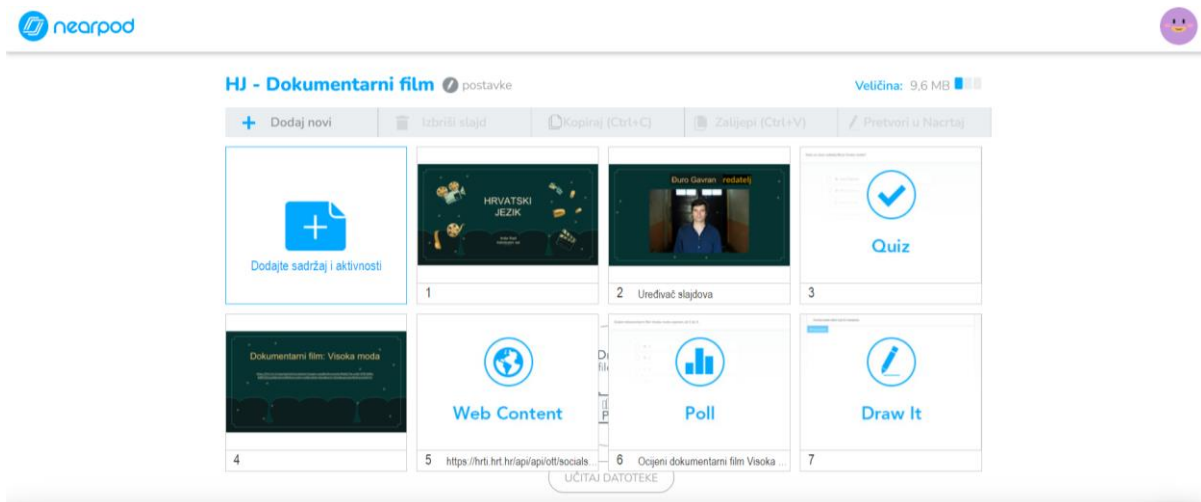 nearpod
HJ - Dokumentarni film postavke
Veličina: 9,6 MB
Dodaj novi
Izbriši slajd
Kopiraj (Ctrl+C)
Zalijepi (Ctrl+V)
Pretvori u Nacrtaj
Dodajte sadržaj i aktivnosti
HRVATSKI
JEZIK
1
Đuro Gavran redatelj
2 Uređivač slajdova
Quiz
3
Dokumentarni film: Visoka moda
4
Web Content
5 https://hrti.hrt.hr/api/api/ott/socials...
Poll
6 Ocijeni dokumentarni film Visoka ...
Draw It
7
UČITAJ DATOTEKE